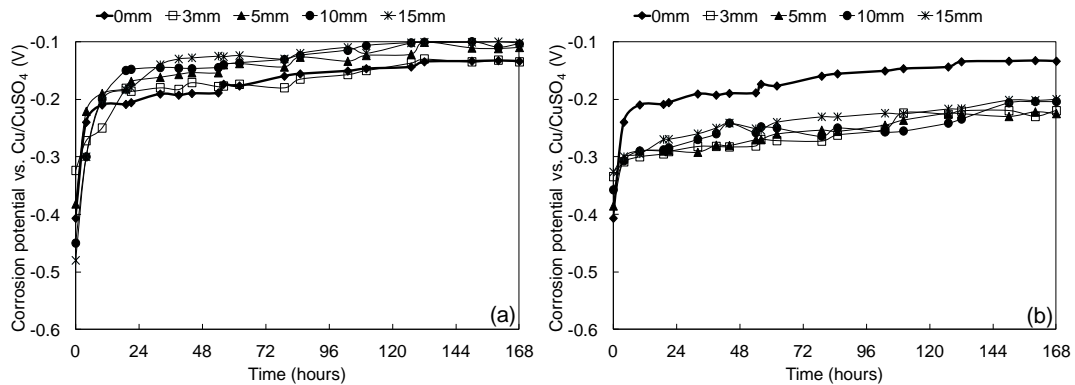 0mm 3mm 5mm 10mm 15mm
-0.1
-0.2
-0.3
-0.4
-0.5
-0.6
0 24 48 72 96 120 144 168
Corrosion potential vs. Cu/CuSO4 (V)
Time (hours)
(a)
0mm 3mm 5mm 10mm 15mm
-0.1
-0.2
-0.3
-0.4
-0.5
-0.6
0 24 48 72 96 120 144 168
Corrosion potential vs. Cu/CuSO4 (V)
Time (hours)
(b)